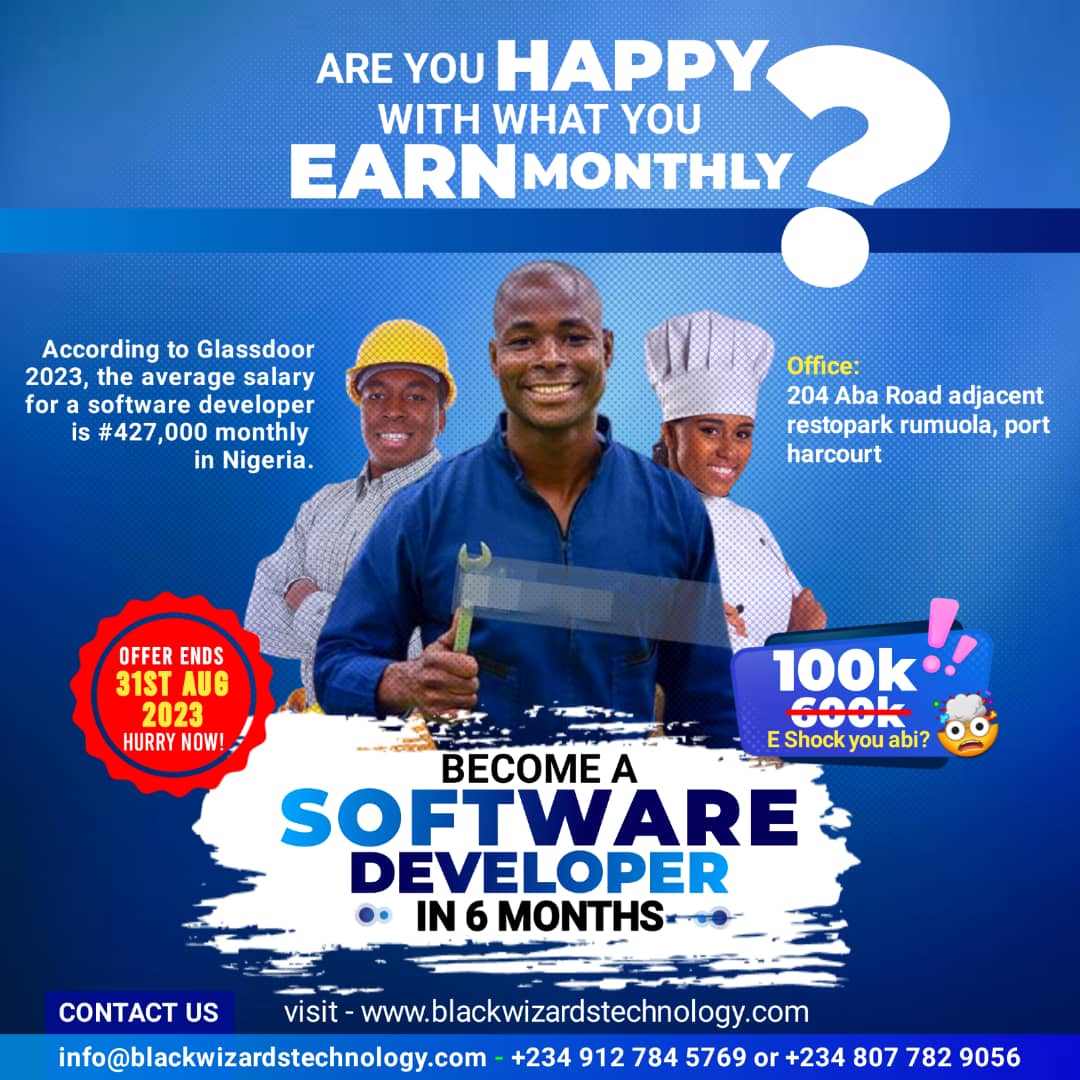 ARE YOU HAPPY
WITH WHAT YOU
EARN MONTHLY?
According to Glassdoor
2023, the average salary
for a software developer
is #427,000 monthly
in Nigeria.
Office:
204 Aba Road adjacent
restopark rumuola, port
harcourt
OFFER ENDS
31ST AUG
2023
HURRY NOW!
100k
600k
E Shock you abi?
BECOME A
SOFTWARE
DEVELOPER
IN 6 MONTHS
CONTACT US
visit - www.blackwizardstechnology.com
info@blackwizardstechnology.com - +234 912 784 5769 or +234 807 782 9056